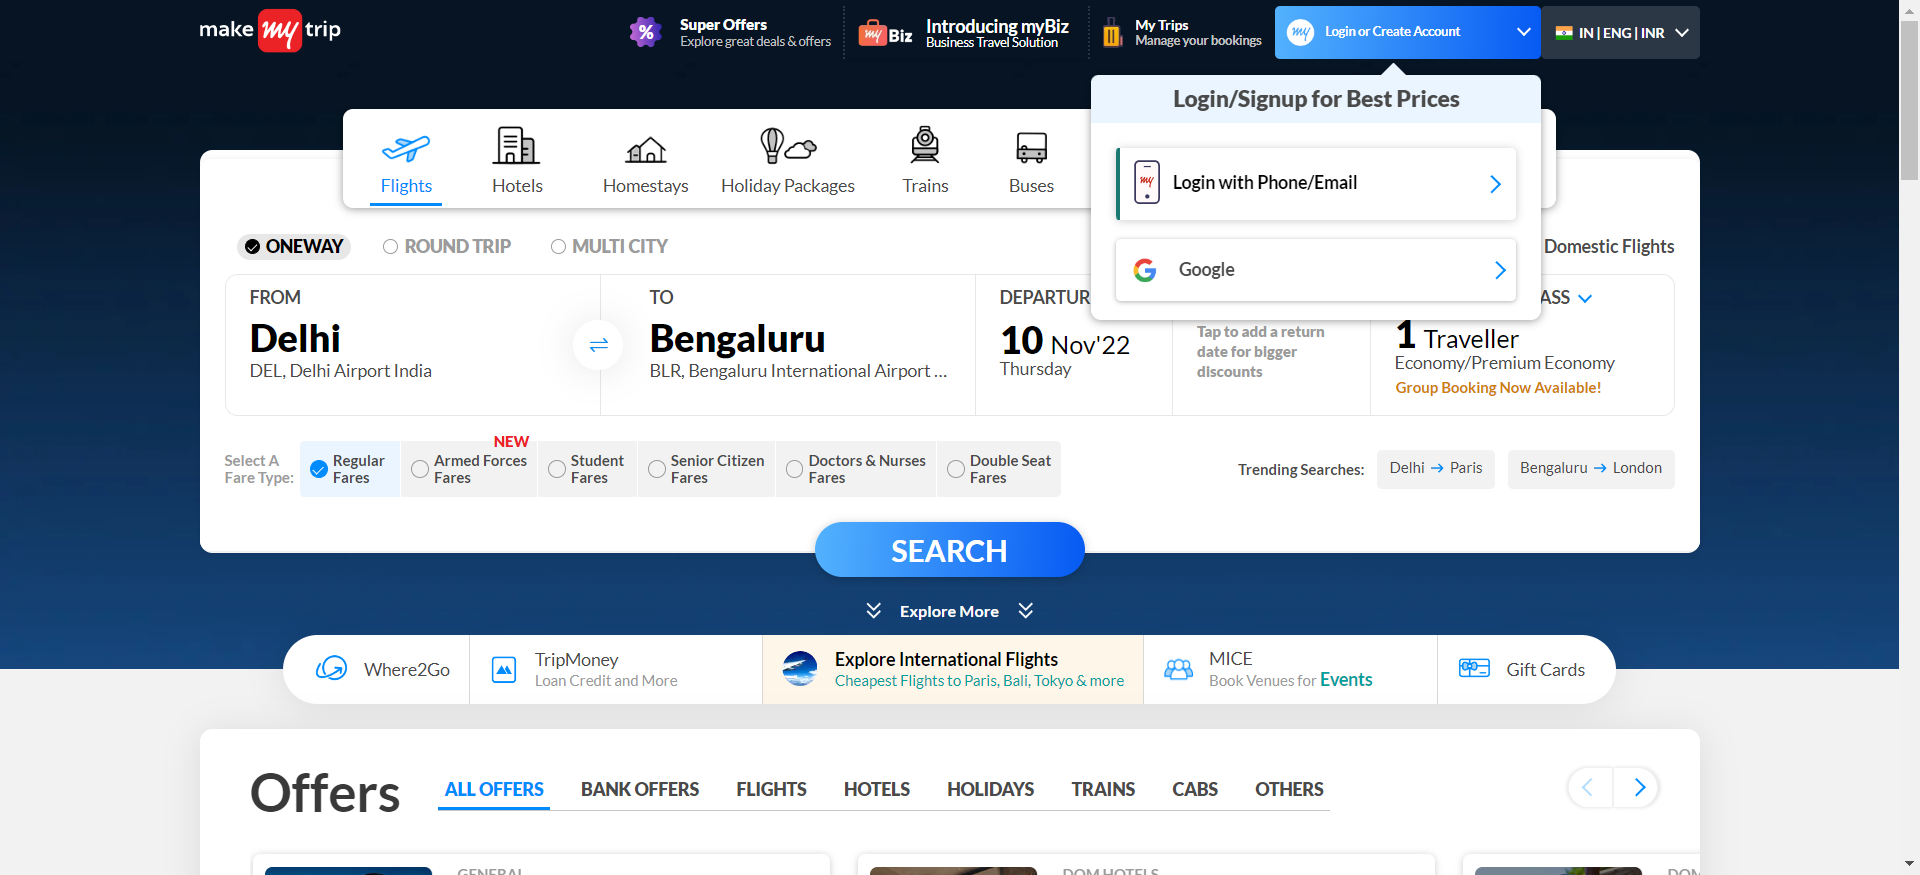 make my trip
%
Super Offers
Explore great deals & offers
my Biz
Introducing myBiz
Business Travel Solution
My Trips
Manage your bookings
my
Login or Create Account
IN | ENG | INR
Login/Signup for Best Prices
my
Login with Phone/Email
Google
Flights
Hotels
Homestays
Holiday Packages
Trains
Buses
ONEWAY
ROUND TRIP
MULTI CITY
Domestic Flights
FROM
Delhi
DEL, Delhi Airport India
TO
Bengaluru
BLR, Bengaluru International Airport ...
DEPARTUR
10 Nov'22
Thursday
Tap to add a return
date for bigger
discounts
ASS
1 Traveller
Economy/Premium Economy
Group Booking Now Available!
Select A
Fare Type:
Regular
Fares
NEW
Armed Forces
Fares
Student
Fares
Senior Citizen
Fares
Doctors & Nurses
Fares
Double Seat
Fares
Trending Searches:
Delhi → Paris
Bengaluru → London
SEARCH
Explore More
Where2Go
TripMoney
Loan Credit and More
Explore International Flights
Cheapest Flights to Paris, Bali, Tokyo & more
MICE
Book Venues for Events
Gift Cards
Offers
ALL OFFERS
BANK OFFERS
FLIGHTS
HOTELS
HOLIDAYS
TRAINS
CABS
OTHERS
GENERAL
DOM HOTELS
DOM